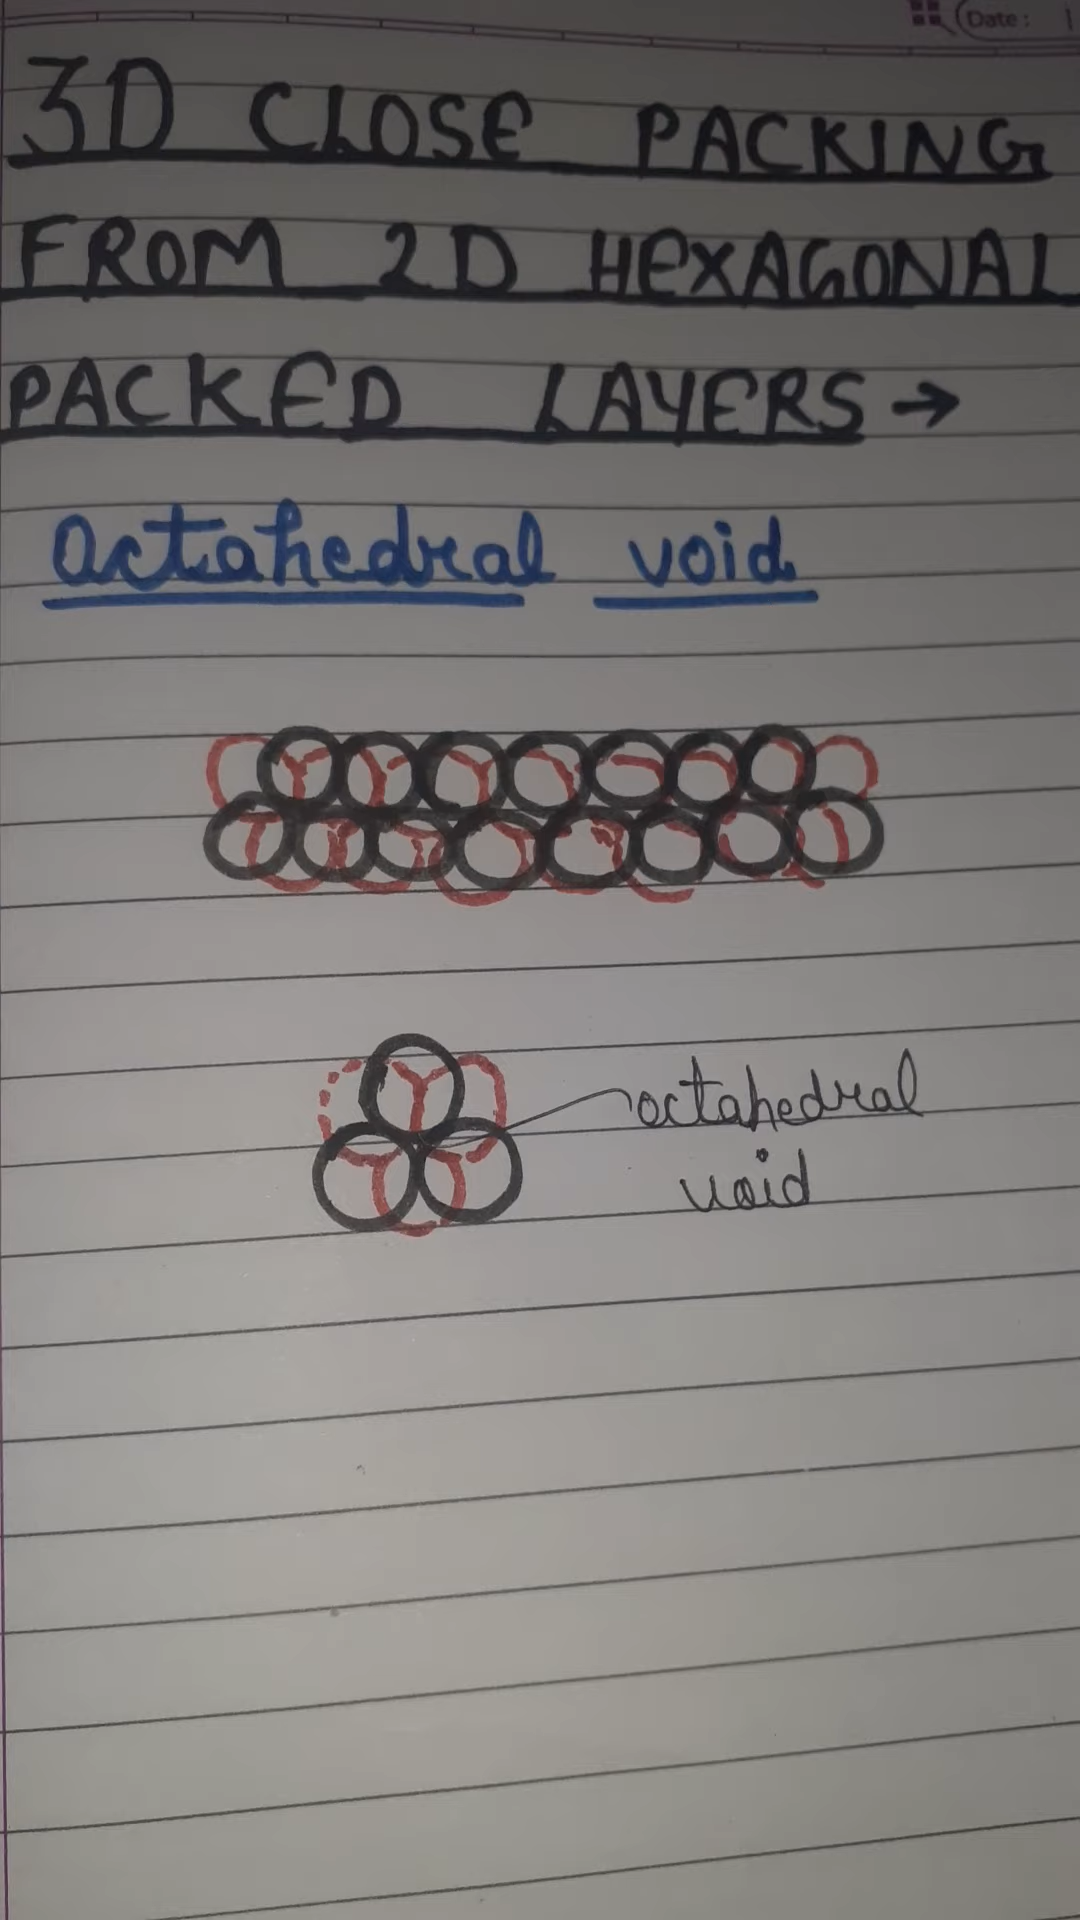 Date:
3D CLOSE PACKING
FROM 2D HEXAGONAL
PACKED LAYERS →
Octahedral void
octahedral
void